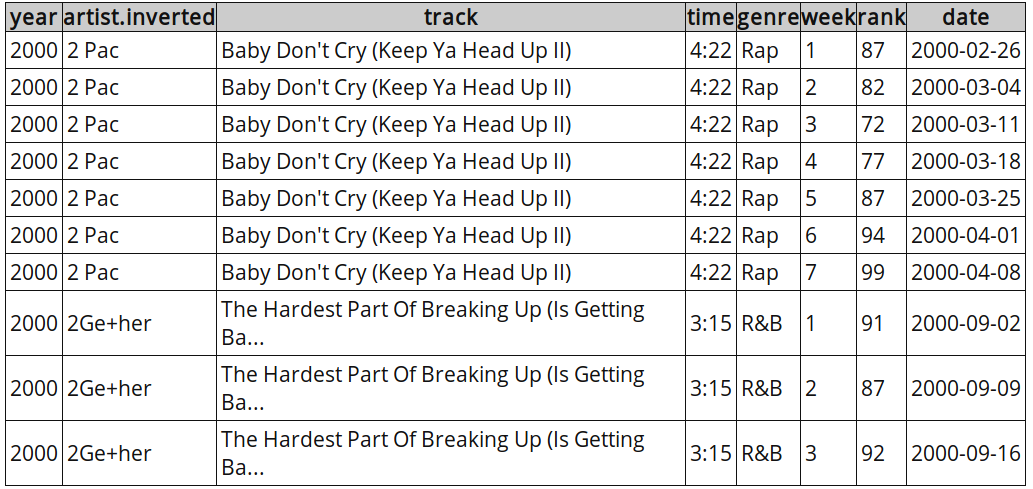 year artist.inverted track time genre week rank date
2000 2 Pac Baby Don't Cry (Keep Ya Head Up II) 4:22 Rap 1 87 2000-02-26
2000 2 Pac Baby Don't Cry (Keep Ya Head Up II) 4:22 Rap 2 82 2000-03-04
2000 2 Pac Baby Don't Cry (Keep Ya Head Up II) 4:22 Rap 3 72 2000-03-11
2000 2 Pac Baby Don't Cry (Keep Ya Head Up II) 4:22 Rap 4 77 2000-03-18
2000 2 Pac Baby Don't Cry (Keep Ya Head Up II) 4:22 Rap 5 87 2000-03-25
2000 2 Pac Baby Don't Cry (Keep Ya Head Up II) 4:22 Rap 6 94 2000-04-01
2000 2 Pac Baby Don't Cry (Keep Ya Head Up II) 4:22 Rap 7 99 2000-04-08
2000 2Ge+her The Hardest Part Of Breaking Up (Is Getting 3:15 R&B 1 91 2000-09-02
Ba...
2000 2Ge+her The Hardest Part Of Breaking Up (Is Getting 3:15 R&B 2 87 2000-09-09
Ba...
2000 2Ge+her The Hardest Part Of Breaking Up (Is Getting 3:15 R&B 3 92 2000-09-16
Ba...